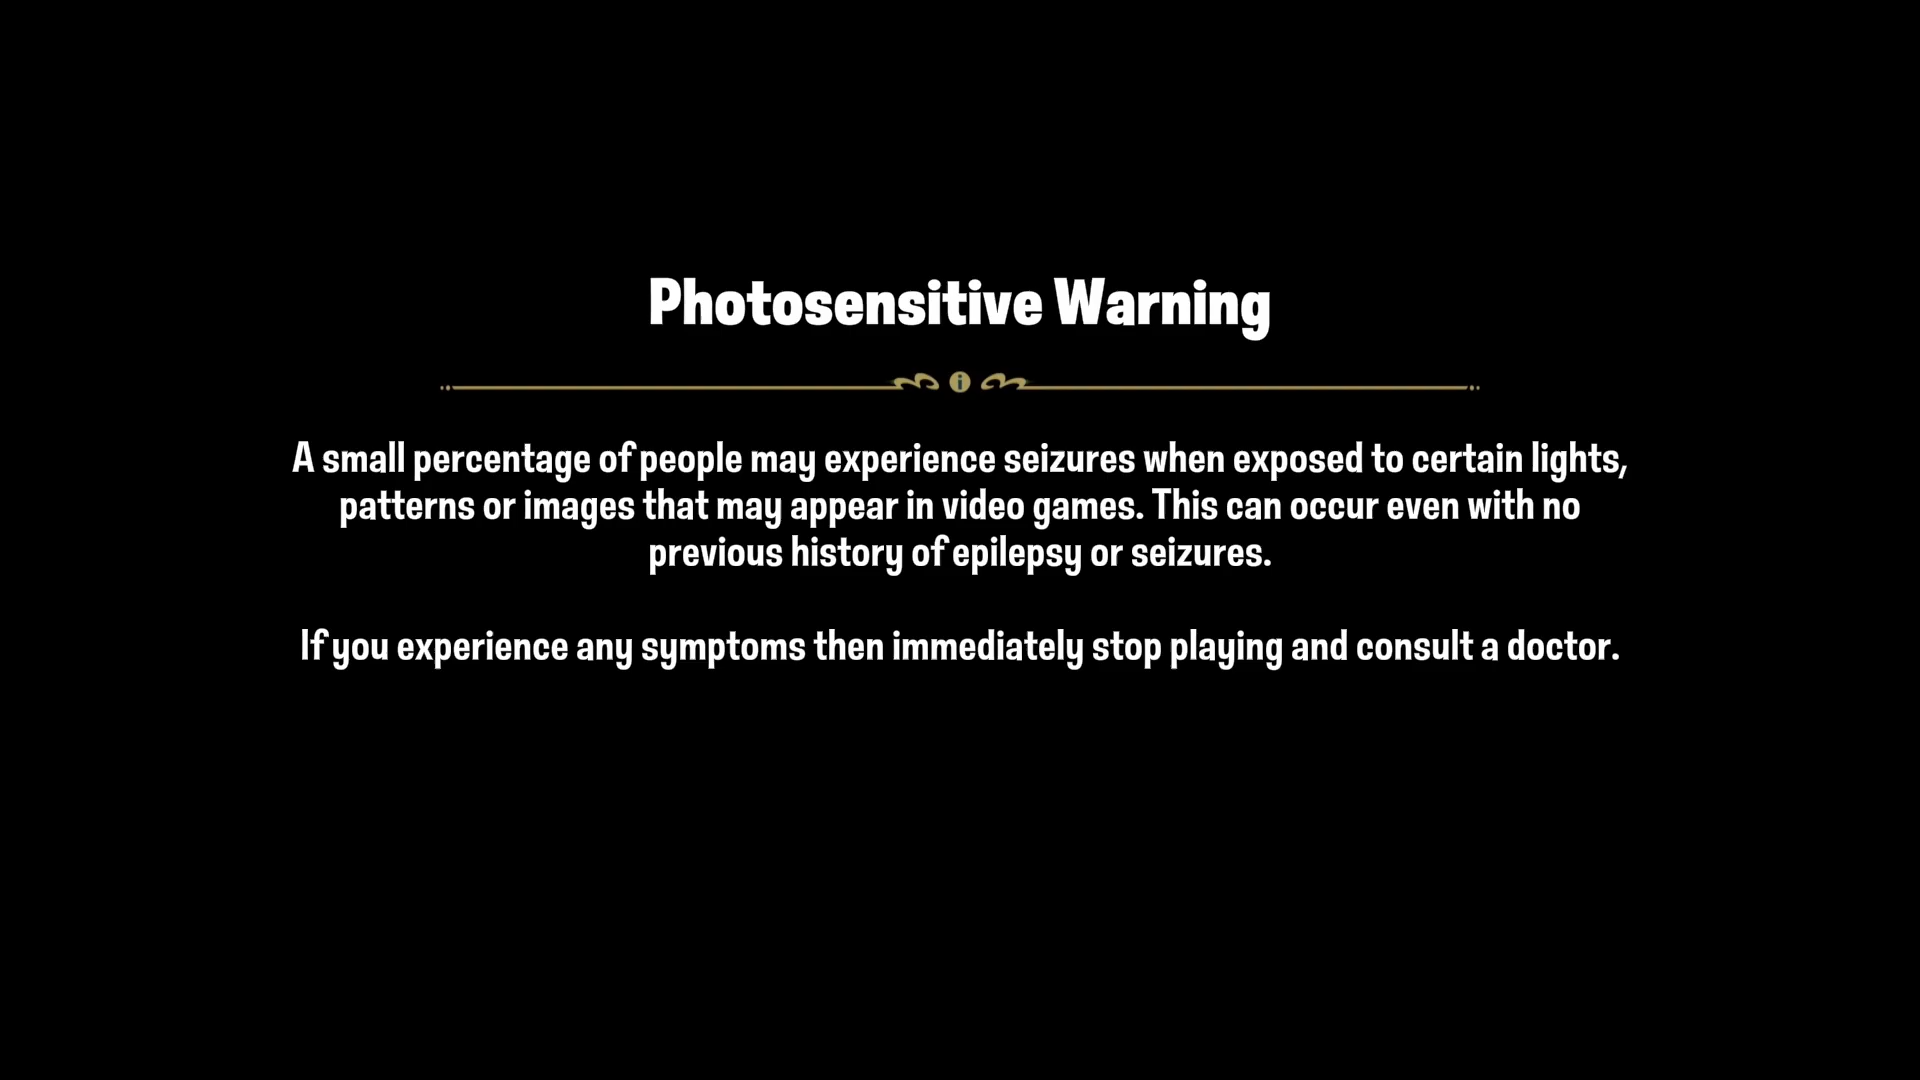 Photosensitive Warning
i
A small percentage of people may experience seizures when exposed to certain lights,
patterns or images that may appear in video games. This can occur even with no
previous history of epilepsy or seizures.
If you experience any symptoms then immediately stop playing and consult a doctor.